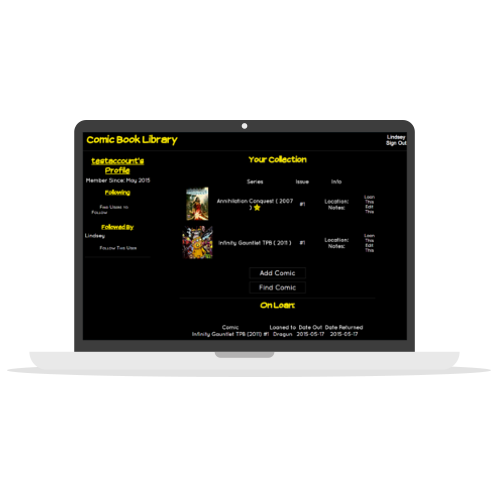 Comic Book Library
Lindsey
Sign Out
testaccount's
Profile
Member Since: May 2015
Following
Find Users to
Follow
Followed By
Lindsey
Follow This User
Your Collection
Series Issue Info
Annihilation Conquest ( 2007
)
#1
Location:
Notes:
Loan
This
Edit
This
Infinity Gauntlet TPB ( 2011 )
#1
Location:
Notes:
Loan
This
Edit
This
Add Comic
Find Comic
On Loan:
Comic Loaned to Date Out Date Returned
Infinity Gauntlet TPB (2011) #1 Dragun 2015-05-17 2015-05-17